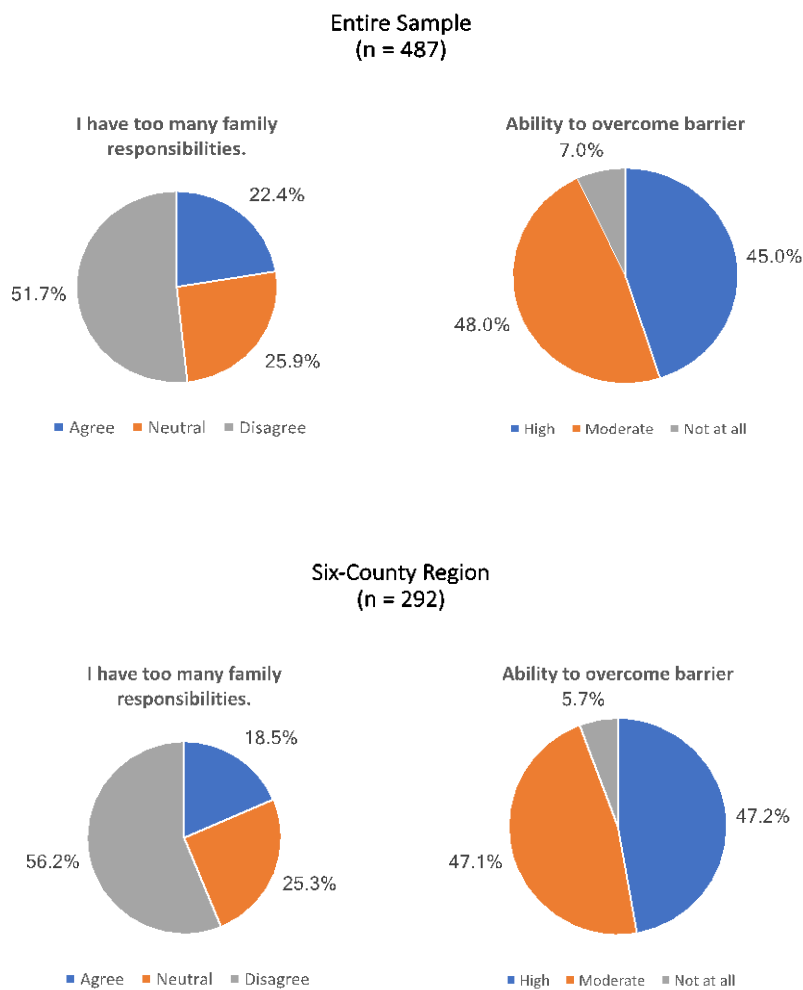 Entire Sample
(n = 487)
I have too many family
responsibilities.
22.4%
51.7%
25.9%
Agree Neutral Disagree
Ability to overcome barrier
7.0%
45.0%
48.0%
High Moderate Not at all
Six-County Region
(n = 292)
I have too many family
responsibilities.
18.5%
56.2%
25.3%
Agree Neutral Disagree
Ability to overcome barrier
5.7%
47.2%
47.1%
High Moderate Not at all